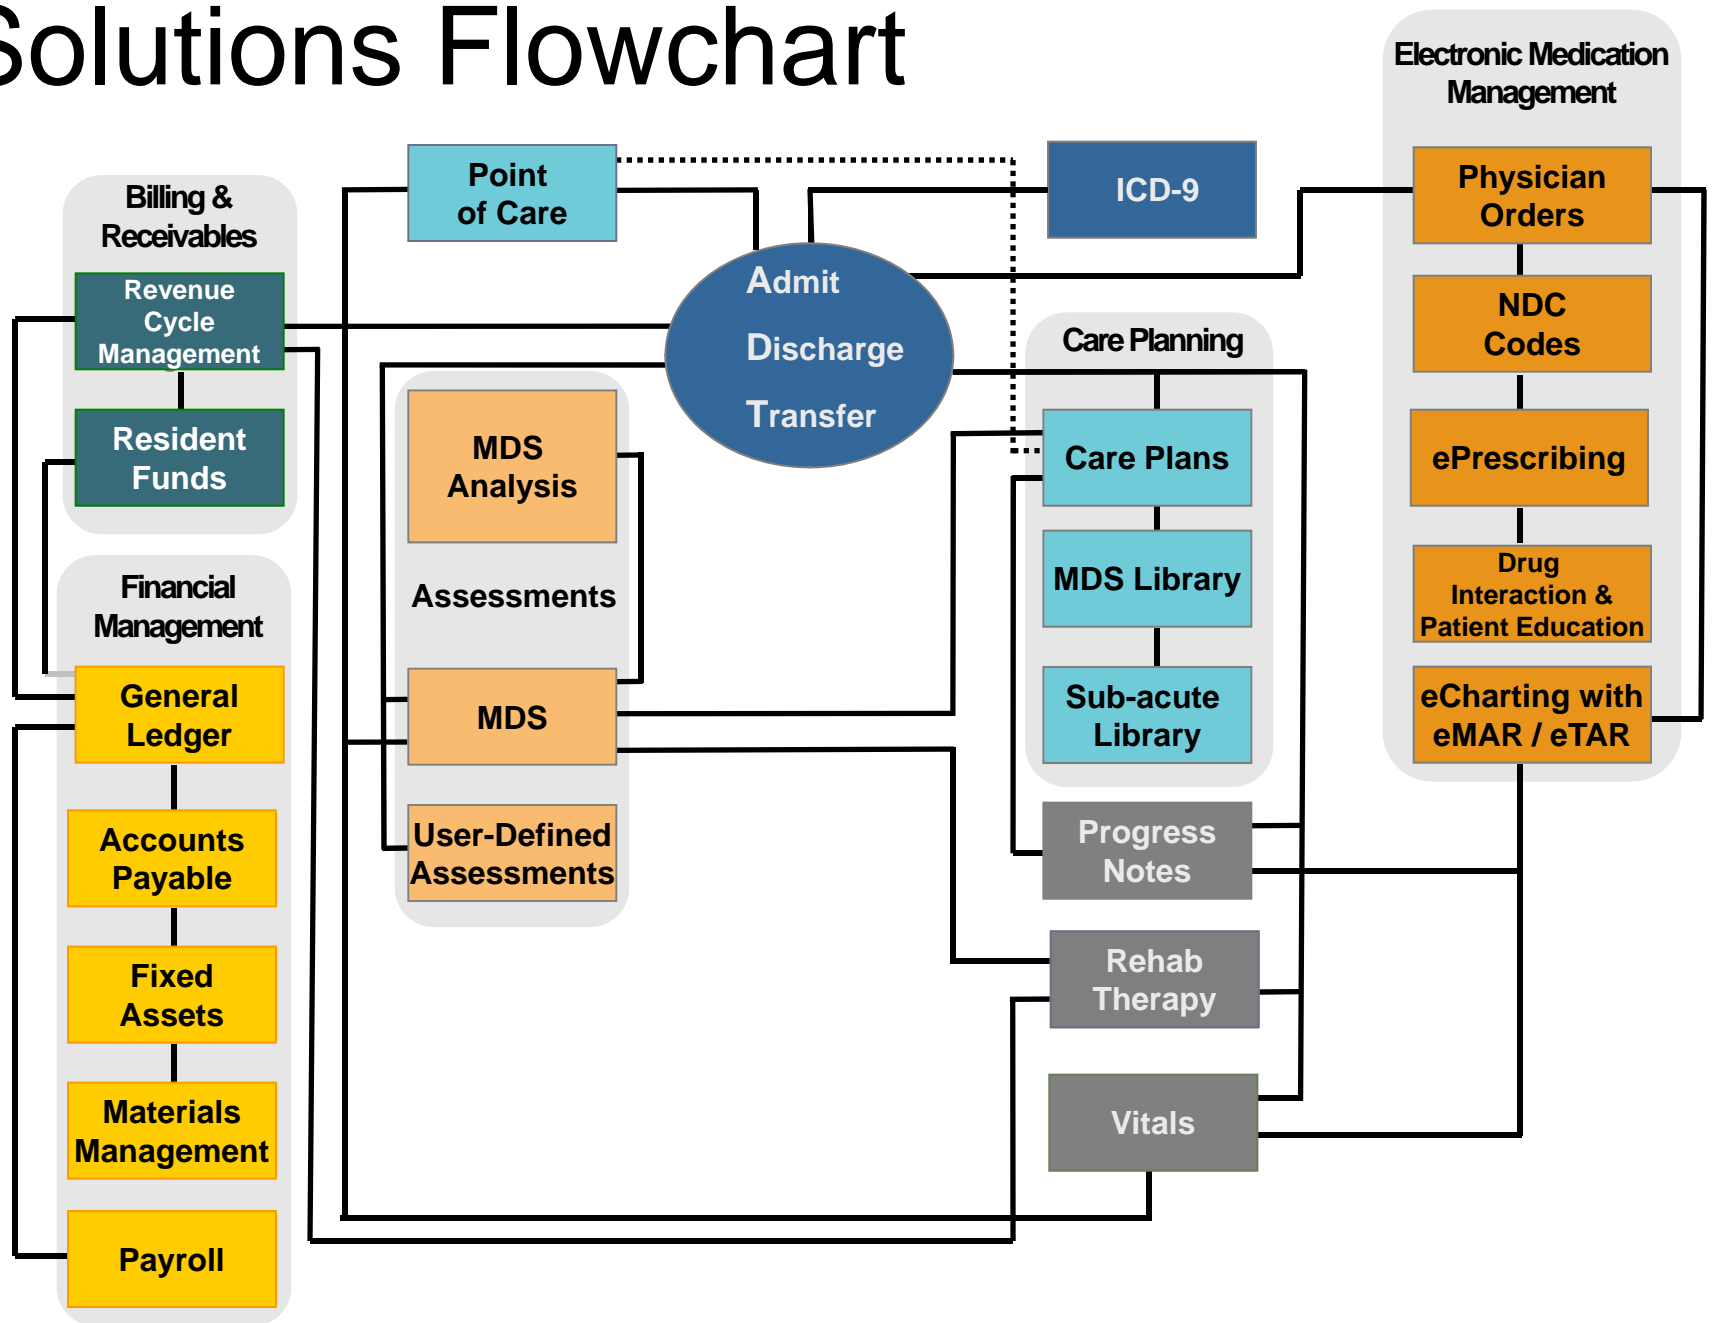 Solutions Flowchart
Electronic Medication
Management
Billing &
Receivables
Point
of Care
ICD-9
Physician
Orders
Revenue
Cycle
Management
Admit
Discharge
Transfer
NDC
Codes
Care Planning
Resident
Funds
MDS
Analysis
Care Plans
ePrescribing
Financial
Management
Assessments
MDS Library
Drug
Interaction &
Patient Education
General
Ledger
MDS
Sub-acute
Library
eCharting with
eMAR / eTAR
Accounts
Payable
User-Defined
Assessments
Progress
Notes
Fixed
Assets
Rehab
Therapy
Materials
Management
Vitals
Payroll